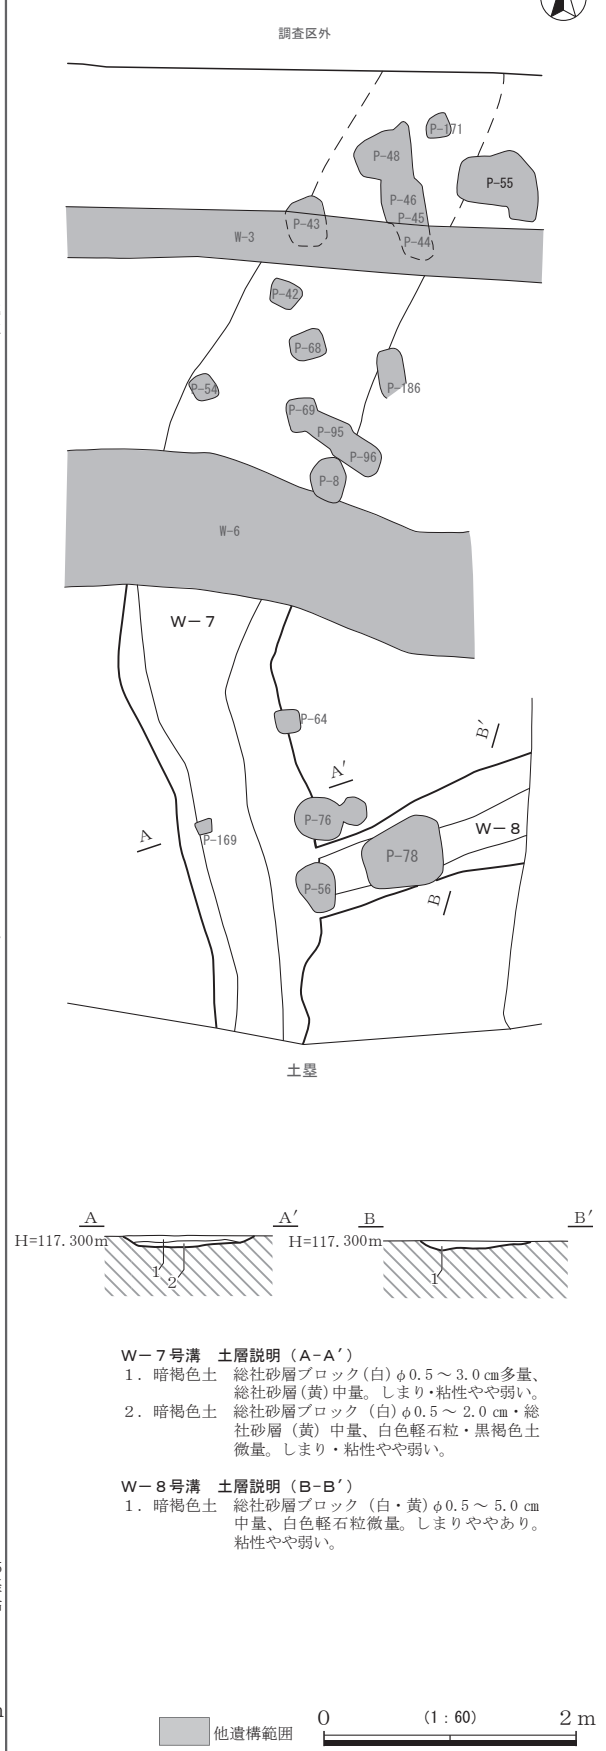 調査区外
P-171
P-48
P-55
P-46
P-45
P-43
W-3
P-44
P-42
P-68
P-54
P-186
P-69
P-95
P-96
P-8
W-6
W－7
P-64
B′
A′
P-76
W－8
A
P-169
P-78
P-56
B
土塁
A A′ B B′
H=117.300m H=117.300m
1 2 1
W－7号溝 土層説明（A-A′）
1．暗褐色土 総社砂層ブロック(白)φ0.5～3.0㎝多量、
総社砂層(黄)中量。しまり・粘性やや弱い。
2．暗褐色土 総社砂層ブロック（白）φ0.5～2.0㎝・総
社砂層（黄）中量、白色軽石粒・黒褐色土
微量。しまり・粘性やや弱い。
W－8号溝 土層説明（B-B′）
1．暗褐色土 総社砂層ブロック（白・黄）φ0.5～5.0㎝
中量、白色軽石粒微量。しまりややあり。
粘性やや弱い。
他遺構範囲 0 (1：60) 2m